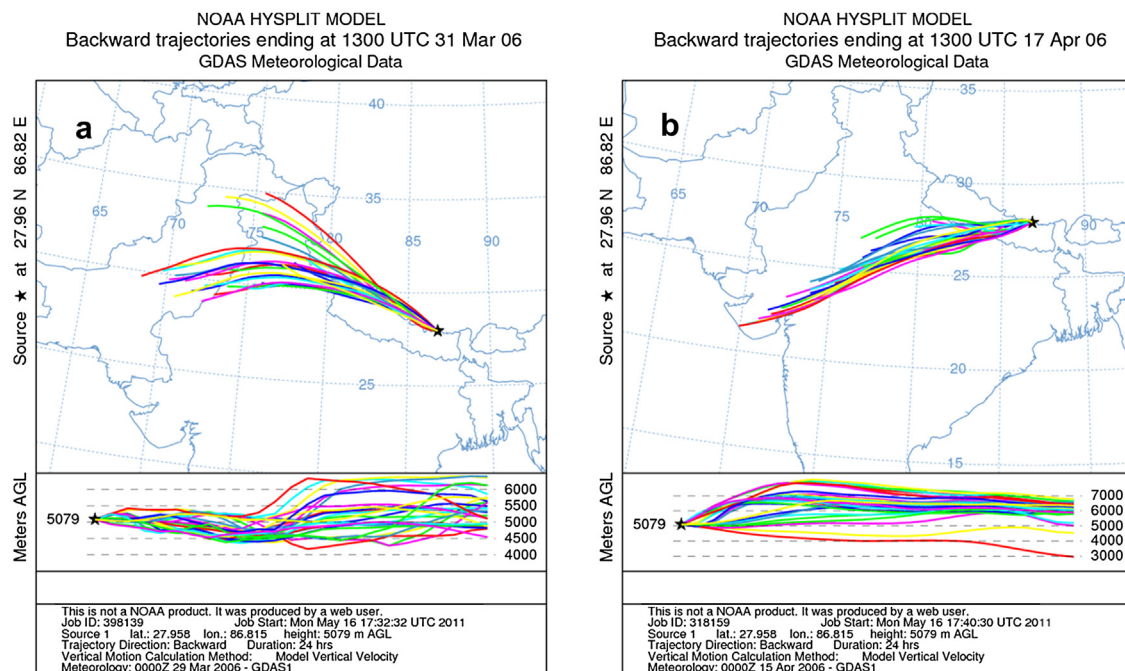 NOAA HYSPLIT MODEL
Backward trajectories ending at 1300 UTC 31 Mar 06
GDAS Meteorological Data
Source ★ at 27.96 N 86.82 E
a
40
35
65
70
75
80
85
90
25
Meters AGL
5079
6000
5500
5000
4500
4000
This is not a NOAA product. It was produced by a web user.
Job ID: 398139 Job Start: Mon May 16 17:32:32 UTC 2011
Source 1 lat.: 27.958 lon.: 86.815 height: 5079 m AGL
Trajectory Direction: Backward Duration: 24 hrs
Vertical Motion Calculation Method: Model Vertical Velocity
Meteorology: 0000Z 29 Mar 2006 - GDAS1
NOAA HYSPLIT MODEL
Backward trajectories ending at 1300 UTC 17 Apr 06
GDAS Meteorological Data
Source ★ at 27.96 N 86.82 E
b
35
30
65
70
75
80
90
25
20
15
Meters AGL
5079
7000
6000
5000
4000
3000
This is not a NOAA product. It was produced by a web user.
Job ID: 318159 Job Start: Mon May 16 17:40:30 UTC 2011
Source 1 lat.: 27.958 lon.: 86.815 height: 5079 m AGL
Trajectory Direction: Backward Duration: 24 hrs
Vertical Motion Calculation Method: Model Vertical Velocity
Meteorology: 0000Z 15 Apr 2006 - GDAS1